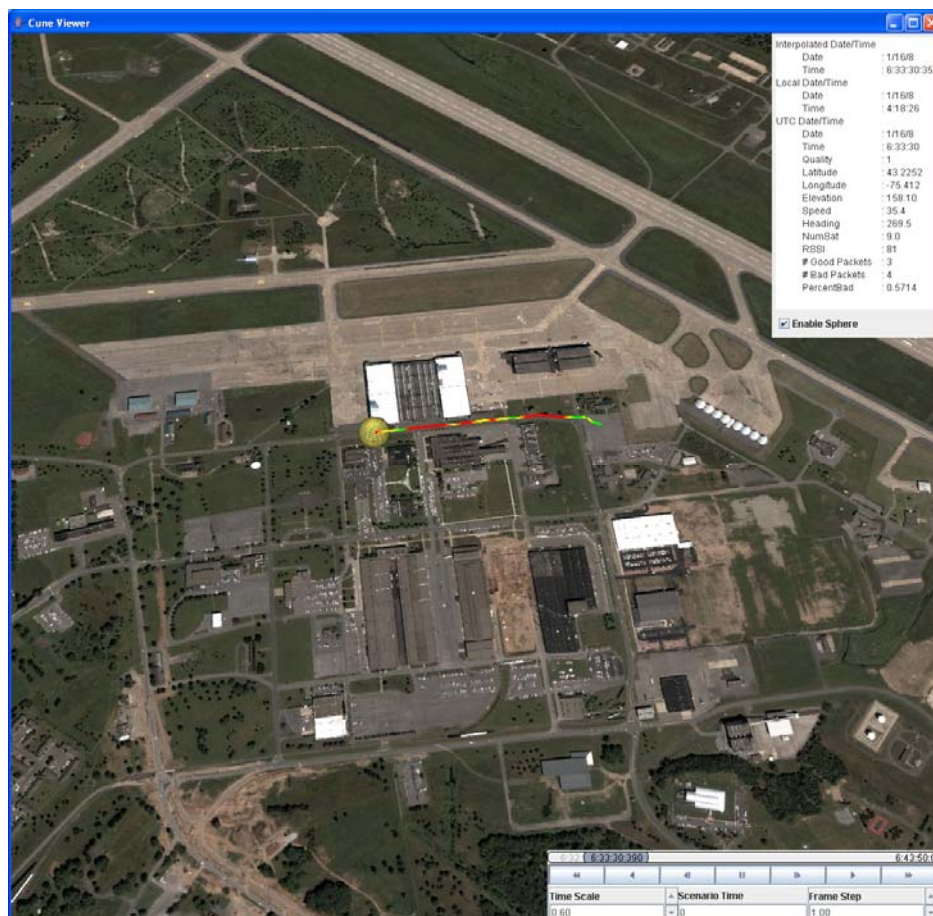 Cune Viewer
Interpolated Date/Time
Date : 1/16/8
Time : 6:33:30:35
Local Date/Time
Date : 1/16/8
Time : 4:18:26
UTC Date/Time
Date : 1/16/8
Time : 6:33:30
Quality : 1
Latitude : 43.2252
Longitude : -75.412
Elevation : 158.10
Speed : 35.4
Heading : 269.5
NumSat : 9.0
RSSI : 81
# Good Packets : 3
# Bad Packets : 4
PercentBad : 0.5714
Enable Sphere
6:32 6:33:30:390 6:43:50:0
Time Scale Scenario Time Frame Step
0.60 0 1.00